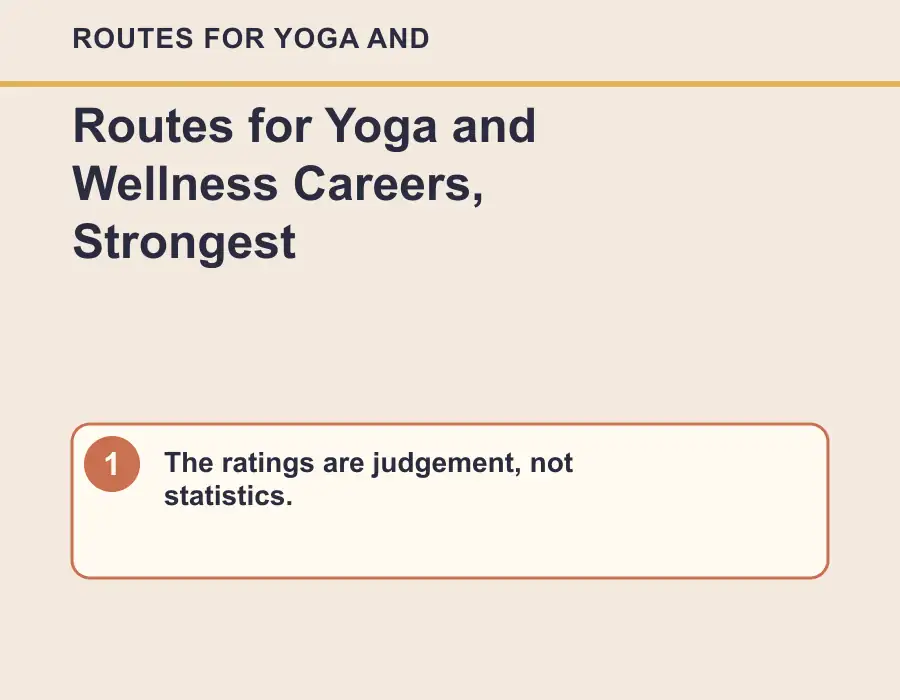 ROUTES FOR YOGA AND
Routes for Yoga and
Wellness Careers,
Strongest
1
The ratings are judgement, not
statistics.